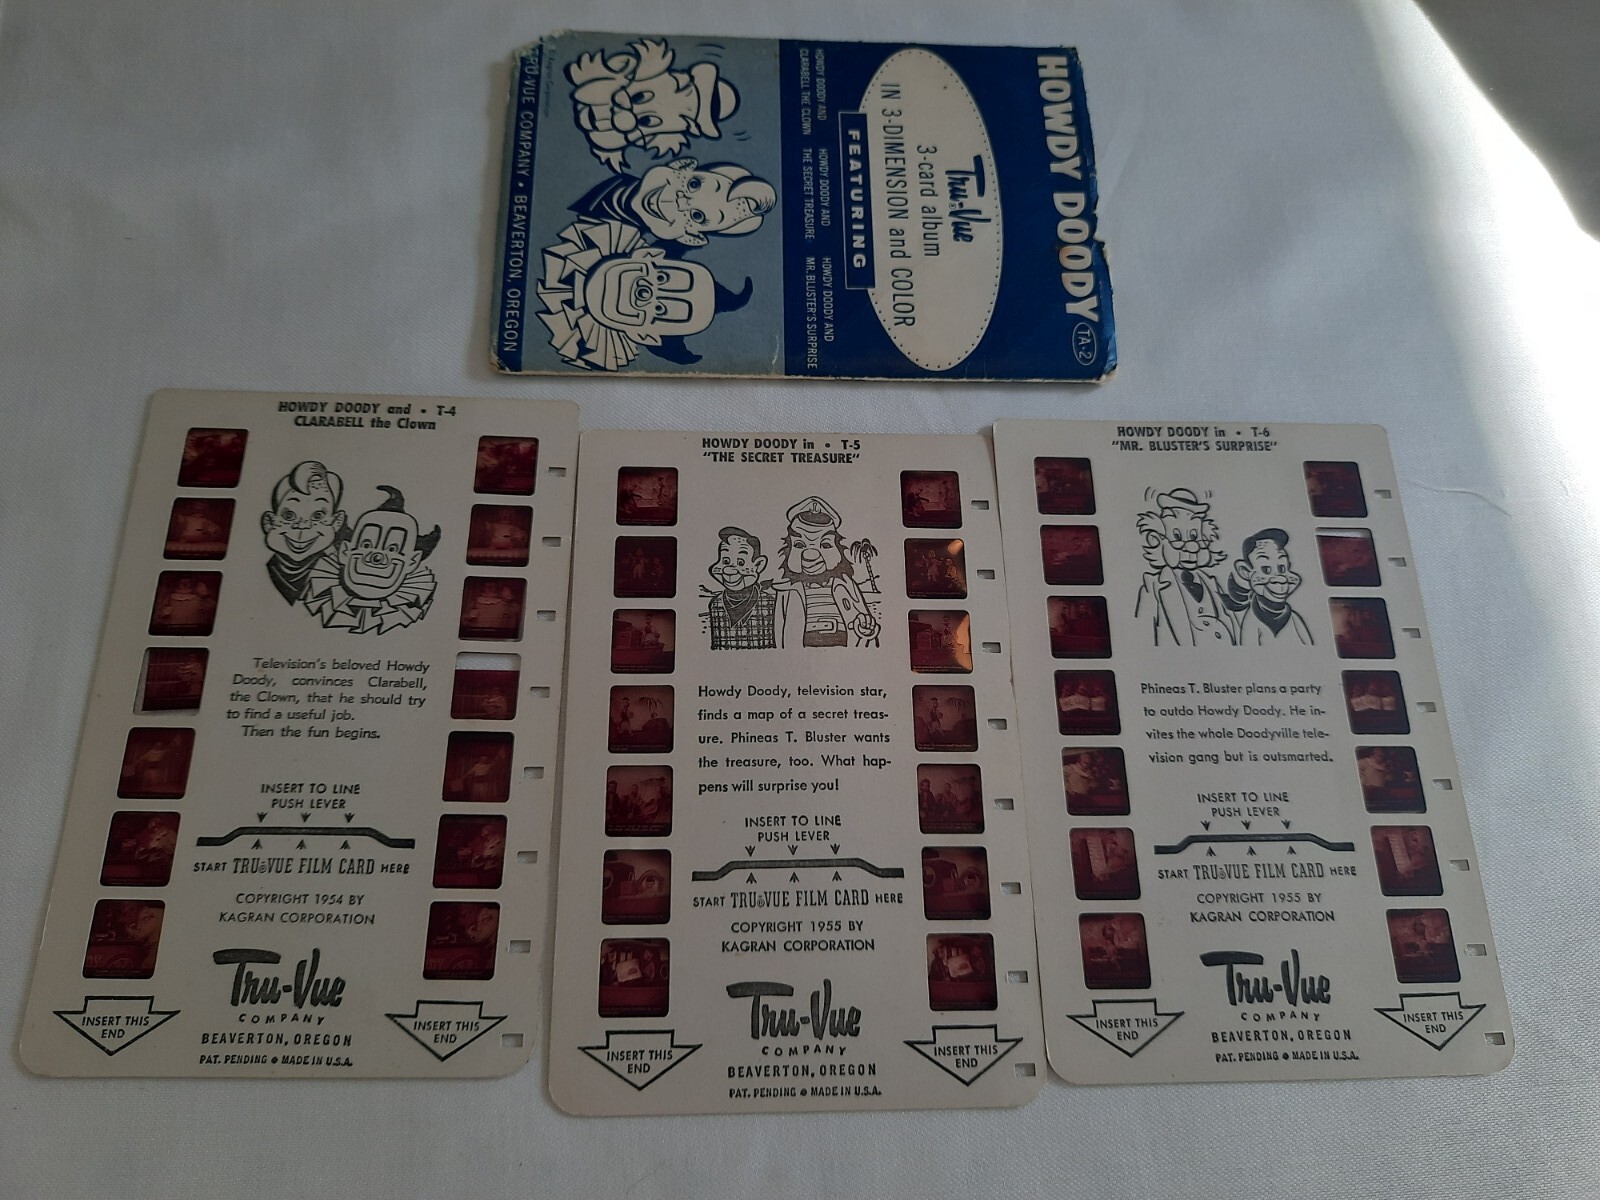 HOWDY DOODY
TA-2
Tru-Vue
3-card album
IN 3-DIMENSION and COLOR
FEATURING
HOWDY DOODY AND
CLARABELL THE CLOWN
HOWDY DOODY AND
THE SECRET TREASURE
HOWDY DOODY AND
MR. BLUSTER'S SURPRISE
© Kagran Corporation
TRU-VUE COMPANY • BEAVERTON, OREGON
HOWDY DOODY and • T-4
CLARABELL the Clown
Television's beloved Howdy
Doody, convinces Clarabell,
the Clown, that he should try
to find a useful job.
Then the fun begins.
INSERT TO LINE
PUSH LEVER
START TRU-VUE FILM CARD HERE
COPYRIGHT 1954 BY
KAGRAN CORPORATION
Tru-Vue
COMPANY
BEAVERTON, OREGON
PAT. PENDING • MADE IN U.S.A.
INSERT THIS
END
INSERT THIS
END
HOWDY DOODY in • T-5
"THE SECRET TREASURE"
Howdy Doody, television star,
finds a map of a secret treas-
ure. Phineas T. Bluster wants
the treasure, too. What hap-
pens will surprise you!
INSERT TO LINE
PUSH LEVER
START TRU-VUE FILM CARD HERE
COPYRIGHT 1955 BY
KAGRAN CORPORATION
Tru-Vue
COMPANY
BEAVERTON, OREGON
PAT. PENDING • MADE IN U.S.A.
INSERT THIS
END
INSERT THIS
END
HOWDY DOODY in • T-6
"MR. BLUSTER'S SURPRISE"
Phineas T. Bluster plans a party
to outdo Howdy Doody. He in-
vites the whole Doodyville tele-
vision gang but is outsmarted.
INSERT TO LINE
PUSH LEVER
START TRU-VUE FILM CARD HERE
COPYRIGHT 1955 BY
KAGRAN CORPORATION
Tru-Vue
COMPANY
BEAVERTON, OREGON
PAT. PENDING • MADE IN U.S.A.
INSERT THIS
END
INSERT THIS
END